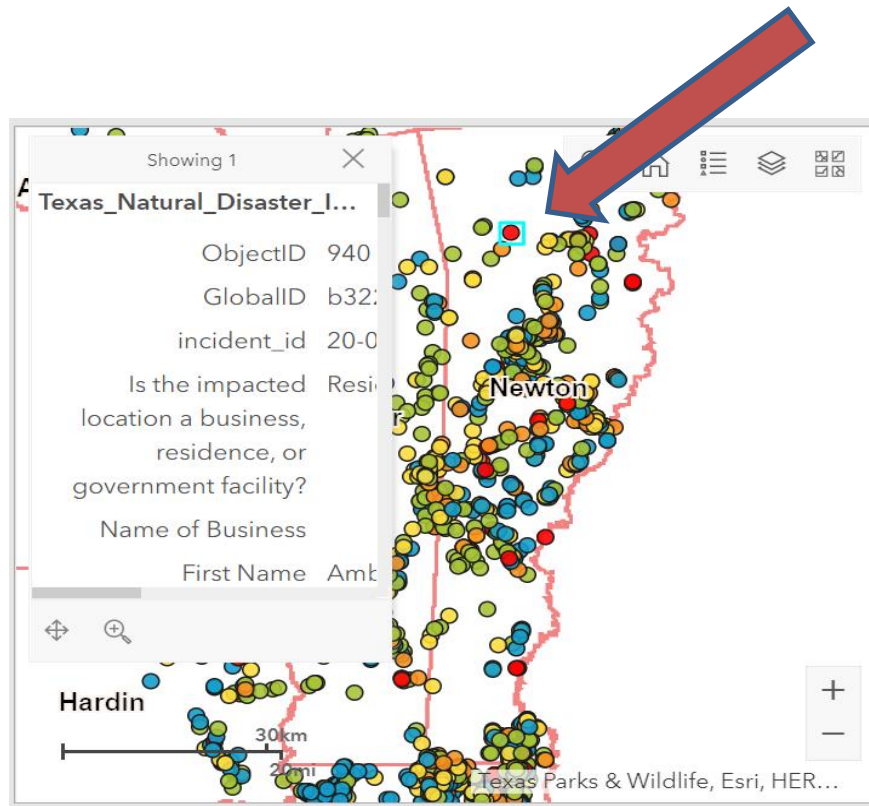 Showing 1
Texas_Natural_Disaster_I...
ObjectID 940
GlobalID
incident_id 20-0
Is the impacted
location a business,
residence, or
government facility?
Name of Business
First Name Amb
Newton
Hardin
30km
20mi
Texas Parks & Wildlife, Esri, HER...